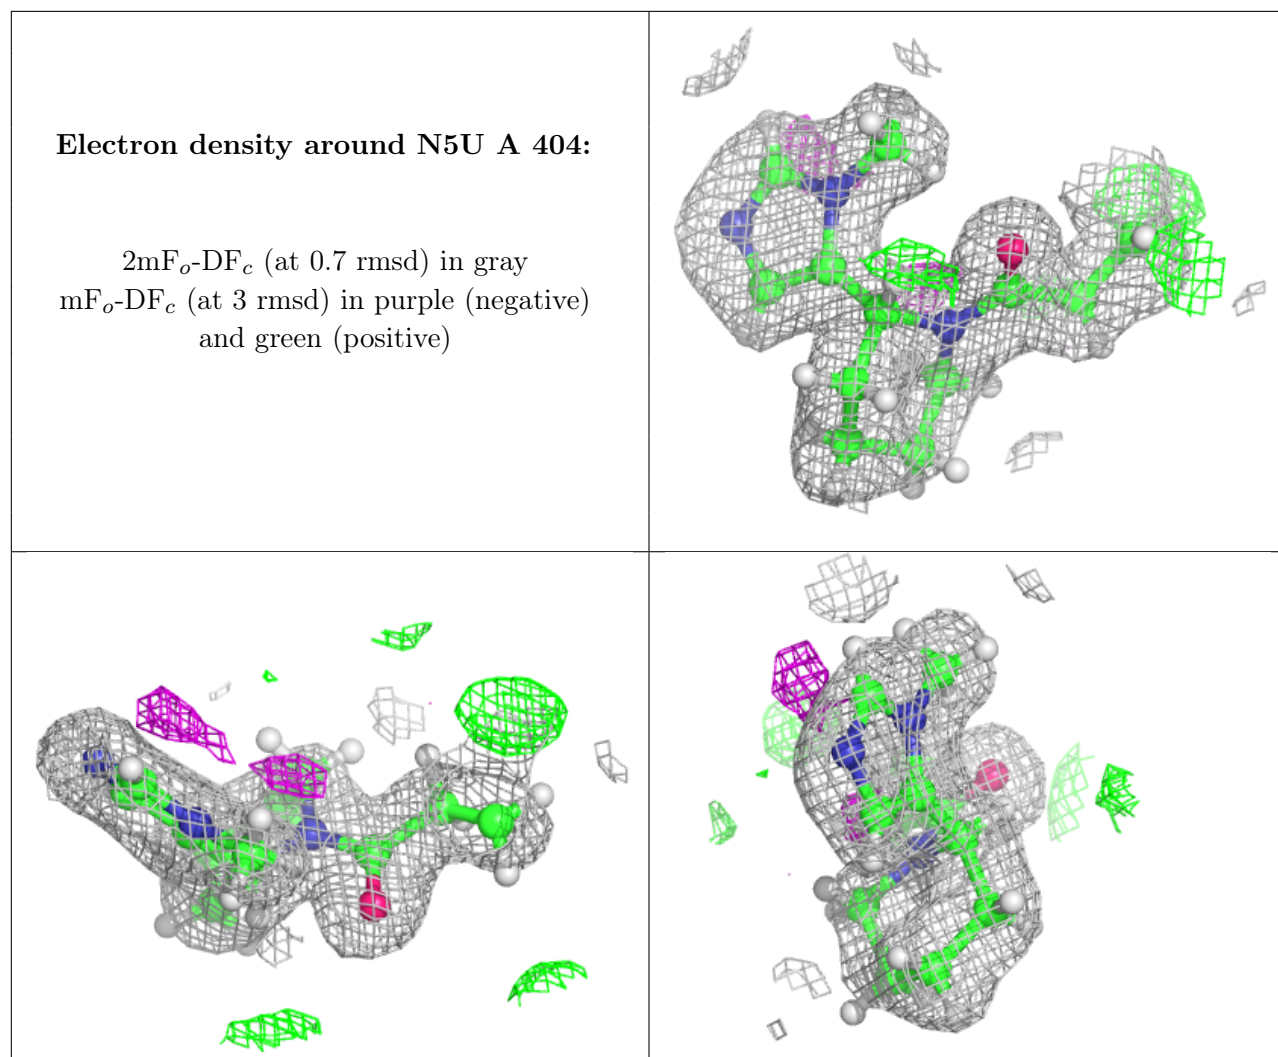 Electron density around N5U A 404:
2mFo-DFc (at 0.7 rmsd) in gray
mFo-DFc (at 3 rmsd) in purple (negative)
and green (positive)